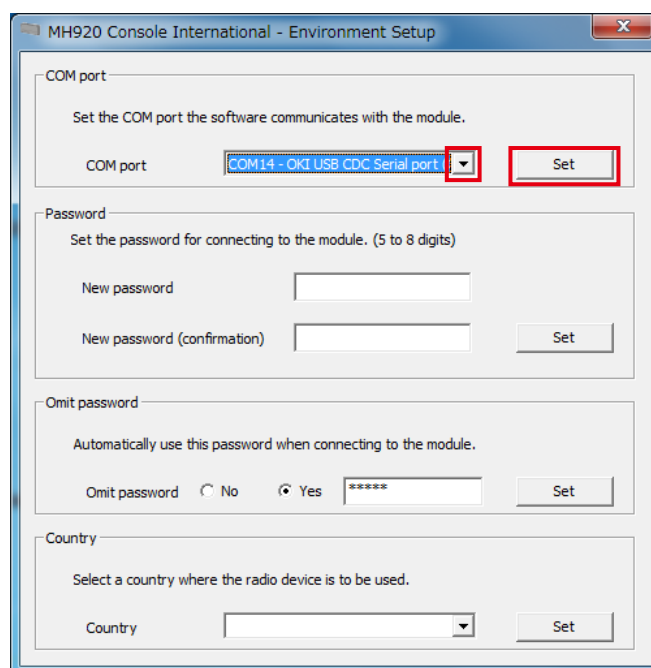 MH920 Console International - Environment Setup
COM port
Set the COM port the software communicates with the module.
COM port COM14 - OKI USB CDC Serial port ( Set
Password
Set the password for connecting to the module. (5 to 8 digits)
New password
New password (confirmation) Set
Omit password
Automatically use this password when connecting to the module.
Omit password No Yes ***** Set
Country
Select a country where the radio device is to be used.
Country Set